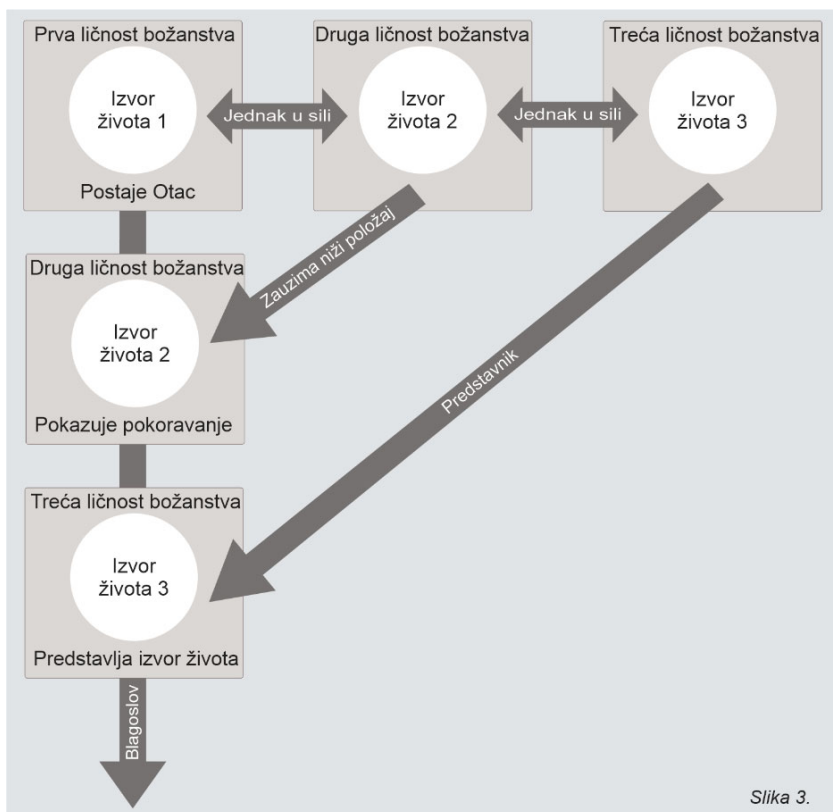 Prva ličnost božanstva
Druga ličnost božanstva
Treća ličnost božanstva
Izvor
života 1
Jednak u sili
Izvor
života 2
Jednak u sili
Izvor
života 3
Postaje Otac
Zauzima niži položaj
Predstavnik
Druga ličnost božanstva
Izvor
života 2
Pokazuje pokoravanje
Treća ličnost božanstva
Izvor
života 3
Predstavlja izvor života
Blagoslov
Slika 3.